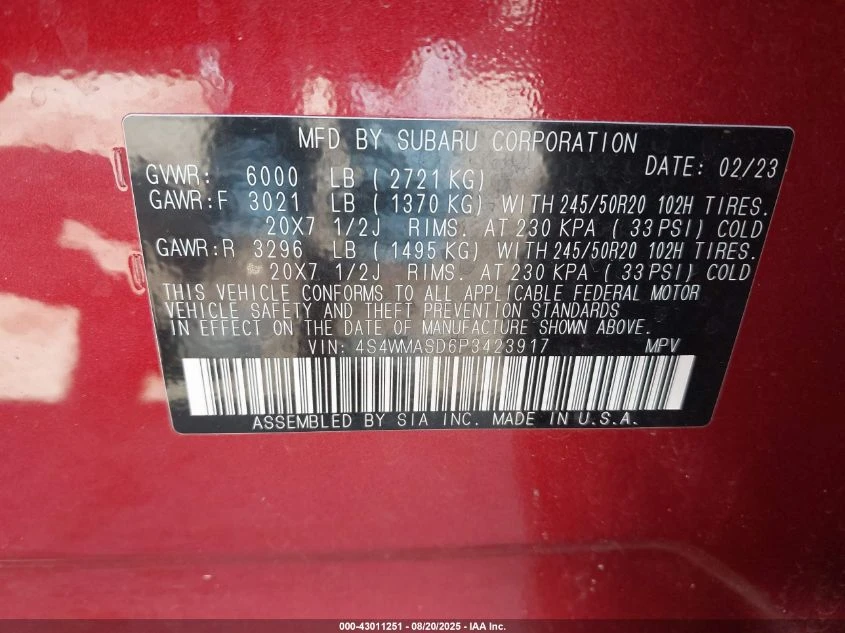 MFD BY SUBARU CORPORATION
DATE: 02/23
GVWR: 6000 LB ( 2721 KG)
GAWR:F 3021 LB ( 1370 KG) WITH 245/50R20 102H TIRES.
20X7 1/2J RIMS. AT 230 KPA ( 33 PSI) COLD
GAWR:R 3296 LB ( 1495 KG) WITH 245/50R20 102H TIRES.
20X7 1/2J RIMS. AT 230 KPA ( 33 PSI) COLD
THIS VEHICLE CONFORMS TO ALL APPLICABLE FEDERAL MOTOR
VEHICLE SAFETY AND THEFT PREVENTION STANDARDS
IN EFFECT ON THE DATE OF MANUFACTURE SHOWN ABOVE.
VIN: 4S4WMASD6P3423917 MPV
ASSEMBLED BY SIA INC. MADE IN U.S.A.
000-43011251 - 08/20/2025 - IAA Inc.